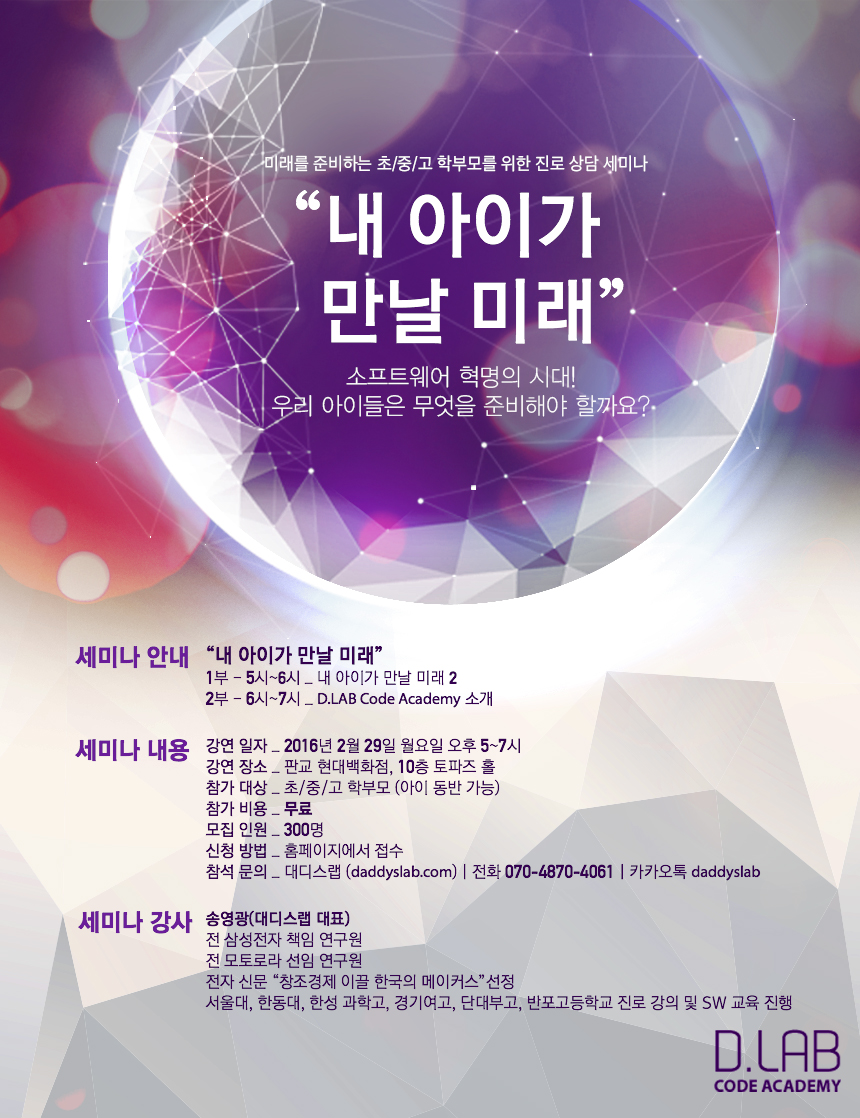 미래를 준비하는 초/중/고 학부모를 위한 진로 상담 세미나
“내 아이가
만날 미래”
소프트웨어 혁명의 시대!
우리 아이들은 무엇을 준비해야 할까요?
세미나 안내 “내 아이가 만날 미래”
1부 – 5시~6시 _ 내 아이가 만날 미래 2
2부 – 6시~7시 _ D.LAB Code Academy 소개
세미나 내용 강연 일자 _ 2016년 2월 29일 월요일 오후 5~7시
강연 장소 _ 판교 현대백화점, 10층 토파즈 홀
참가 대상 _ 초/중/고 학부모 (아이 동반 가능)
참가 비용 _ 무료
모집 인원 _ 300명
신청 방법 _ 홈페이지에서 접수
참석 문의 _ 대디스랩 (daddyslab.com) | 전화 070-4870-4061 | 카카오톡 daddyslab
세미나 강사 송영광(대디스랩 대표)
전 삼성전자 책임 연구원
전 모토로라 선임 연구원
전자 신문 “창조경제 이끌 한국의 메이커스”선정
서울대, 한동대, 한성 과학고, 경기여고, 단대부고, 반포고등학교 진로 강의 및 SW 교육 진행
D.LAB
CODE ACADEMY